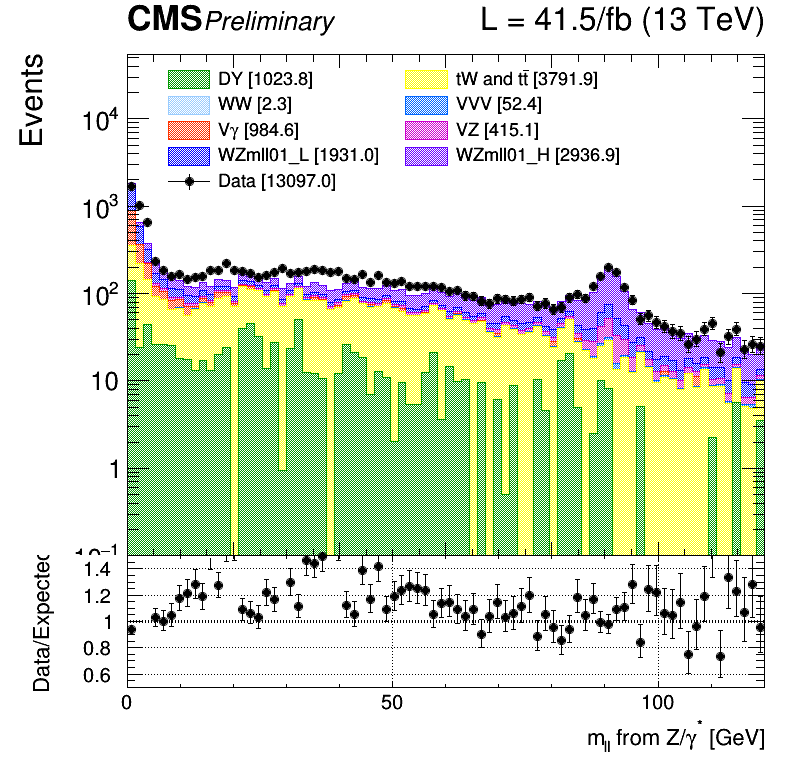 CMS Preliminary L = 41.5/fb (13 TeV)
Events
DY [1023.8] tW and tt̄ [3791.9]
WW [2.3] VVV [52.4]
Vγ [984.6] VZ [415.1]
WZmll01_L [1931.0] WZmll01_H [2936.9]
Data [13097.0]
10⁴
10³
10²
10
1
10⁻¹
Data/Expected
1.4
1.2
1
0.8
0.6
0 50 100
mll from Z/γ* [GeV]